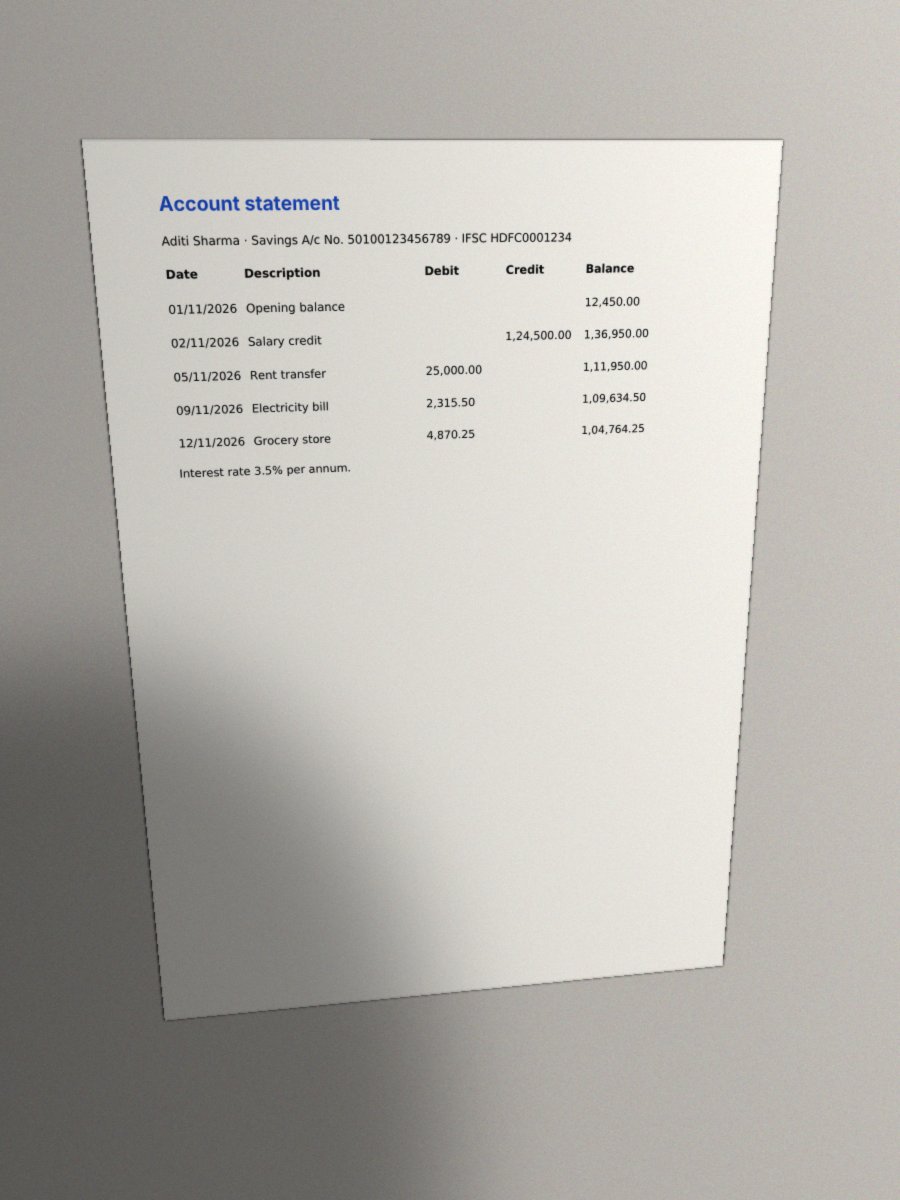 Account statement
Aditi Sharma · Savings A/c No. 50100123456789 · IFSC HDFC0001234
Date Description Debit Credit Balance
01/11/2026 Opening balance 12,450.00
02/11/2026 Salary credit 1,24,500.00 1,36,950.00
05/11/2026 Rent transfer 25,000.00 1,11,950.00
09/11/2026 Electricity bill 2,315.50 1,09,634.50
12/11/2026 Grocery store 4,870.25 1,04,764.25
Interest rate 3.5% per annum.